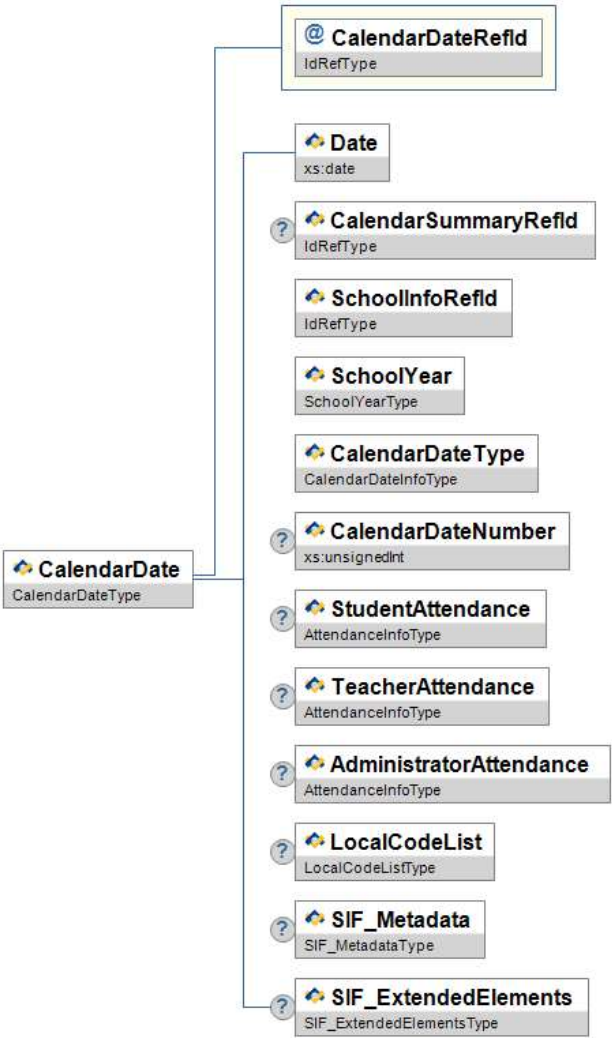 @ CalendarDateRefId
IdRefType
Date
xs:date
? CalendarSummaryRefId
IdRefType
SchoolInfoRefId
IdRefType
SchoolYear
SchoolYearType
CalendarDateType
CalendarDateInfoType
? CalendarDateNumber
xs:unsignedInt
CalendarDate
CalendarDateType
? StudentAttendance
AttendanceInfoType
? TeacherAttendance
AttendanceInfoType
? AdministratorAttendance
AttendanceInfoType
? LocalCodeList
LocalCodeListType
? SIF_Metadata
SIF_MetadataType
? SIF_ExtendedElements
SIF_ExtendedElementsType